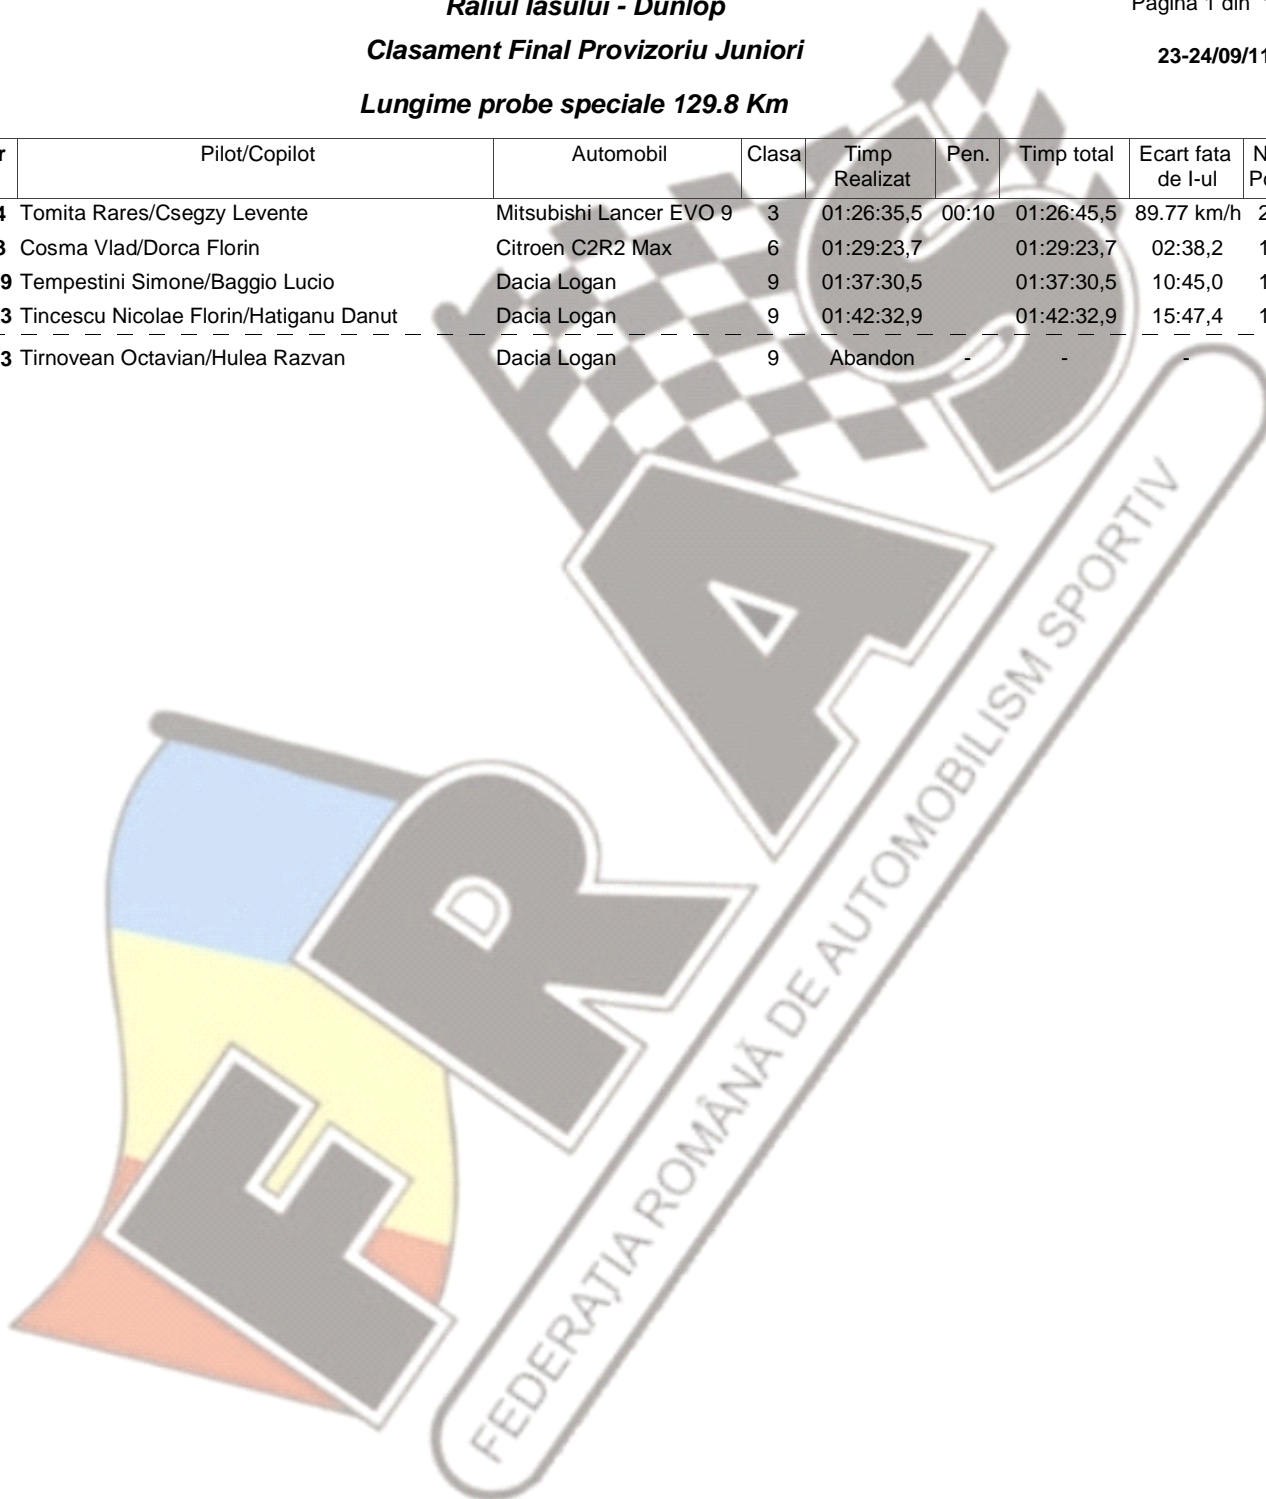 Raliul Iasului - Dunlop
Pagina 1 din
Clasament Final Provizoriu Juniori
23-24/09/11
Lungime probe speciale 129.8 Km
Pilot/Copilot Automobil Clasa Timp Realizat Pen. Timp total Ecart fata de I-ul
4 Tomita Rares/Csegzy Levente Mitsubishi Lancer EVO 9 3 01:26:35,5 00:10 01:26:45,5 89.77 km/h
Cosma Vlad/Dorca Florin Citroen C2R2 Max 6 01:29:23,7 01:29:23,7 02:38,2
9 Tempestini Simone/Baggio Lucio Dacia Logan 9 01:37:30,5 01:37:30,5 10:45,0
3 Tincescu Nicolae Florin/Hatiganu Danut Dacia Logan 9 01:42:32,9 01:42:32,9 15:47,4
3 Tirnovean Octavian/Hulea Razvan Dacia Logan 9 Abandon - - -
FRAS
FEDERAȚIA ROMÂNĂ DE AUTOMOBILISM SPORTIV